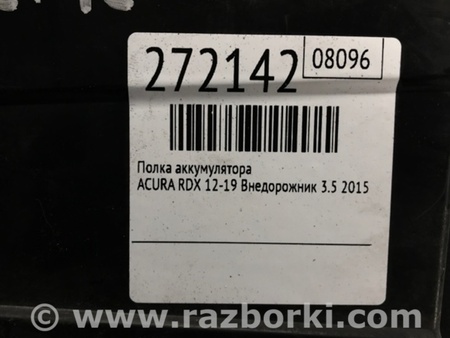 272142
08096
Полка аккумулятора
ACURA RDX 12-19 Внедорожник 3.5 2015
© www.razborki.com